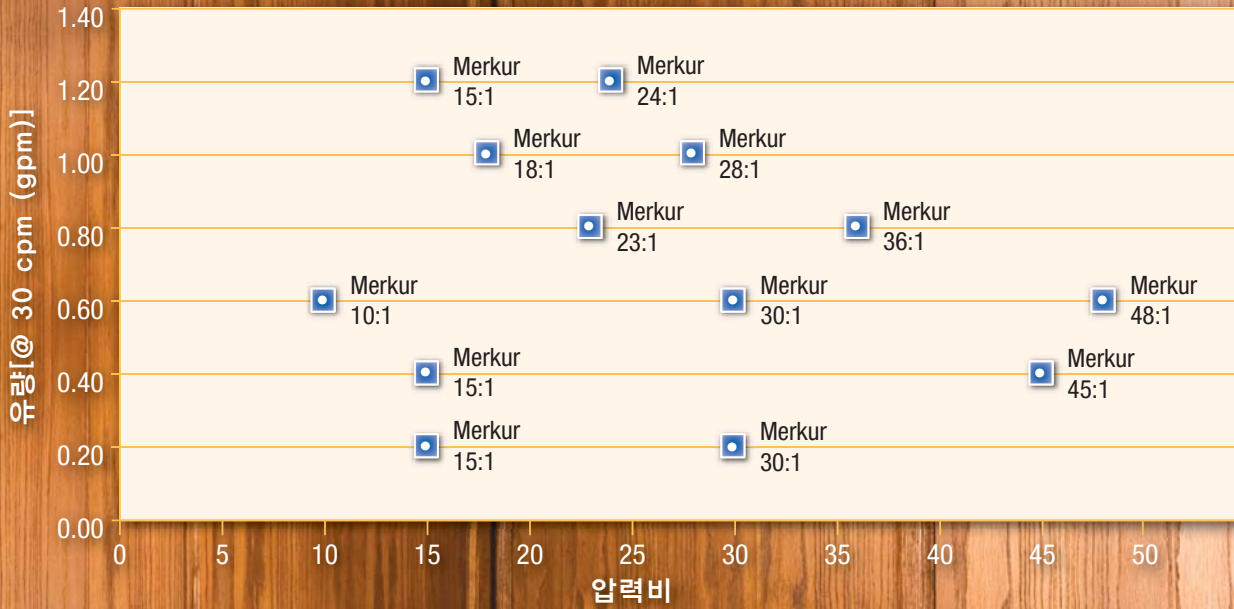 1.40
1.20
1.00
0.80
0.60
0.40
0.20
0.00
유량[@ 30 cpm (gpm)]
Merkur
15:1
Merkur
24:1
Merkur
18:1
Merkur
28:1
Merkur
23:1
Merkur
36:1
Merkur
10:1
Merkur
30:1
Merkur
48:1
Merkur
15:1
Merkur
45:1
Merkur
15:1
Merkur
30:1
0 5 10 15 20 25 30 35 40 45 50
압력비